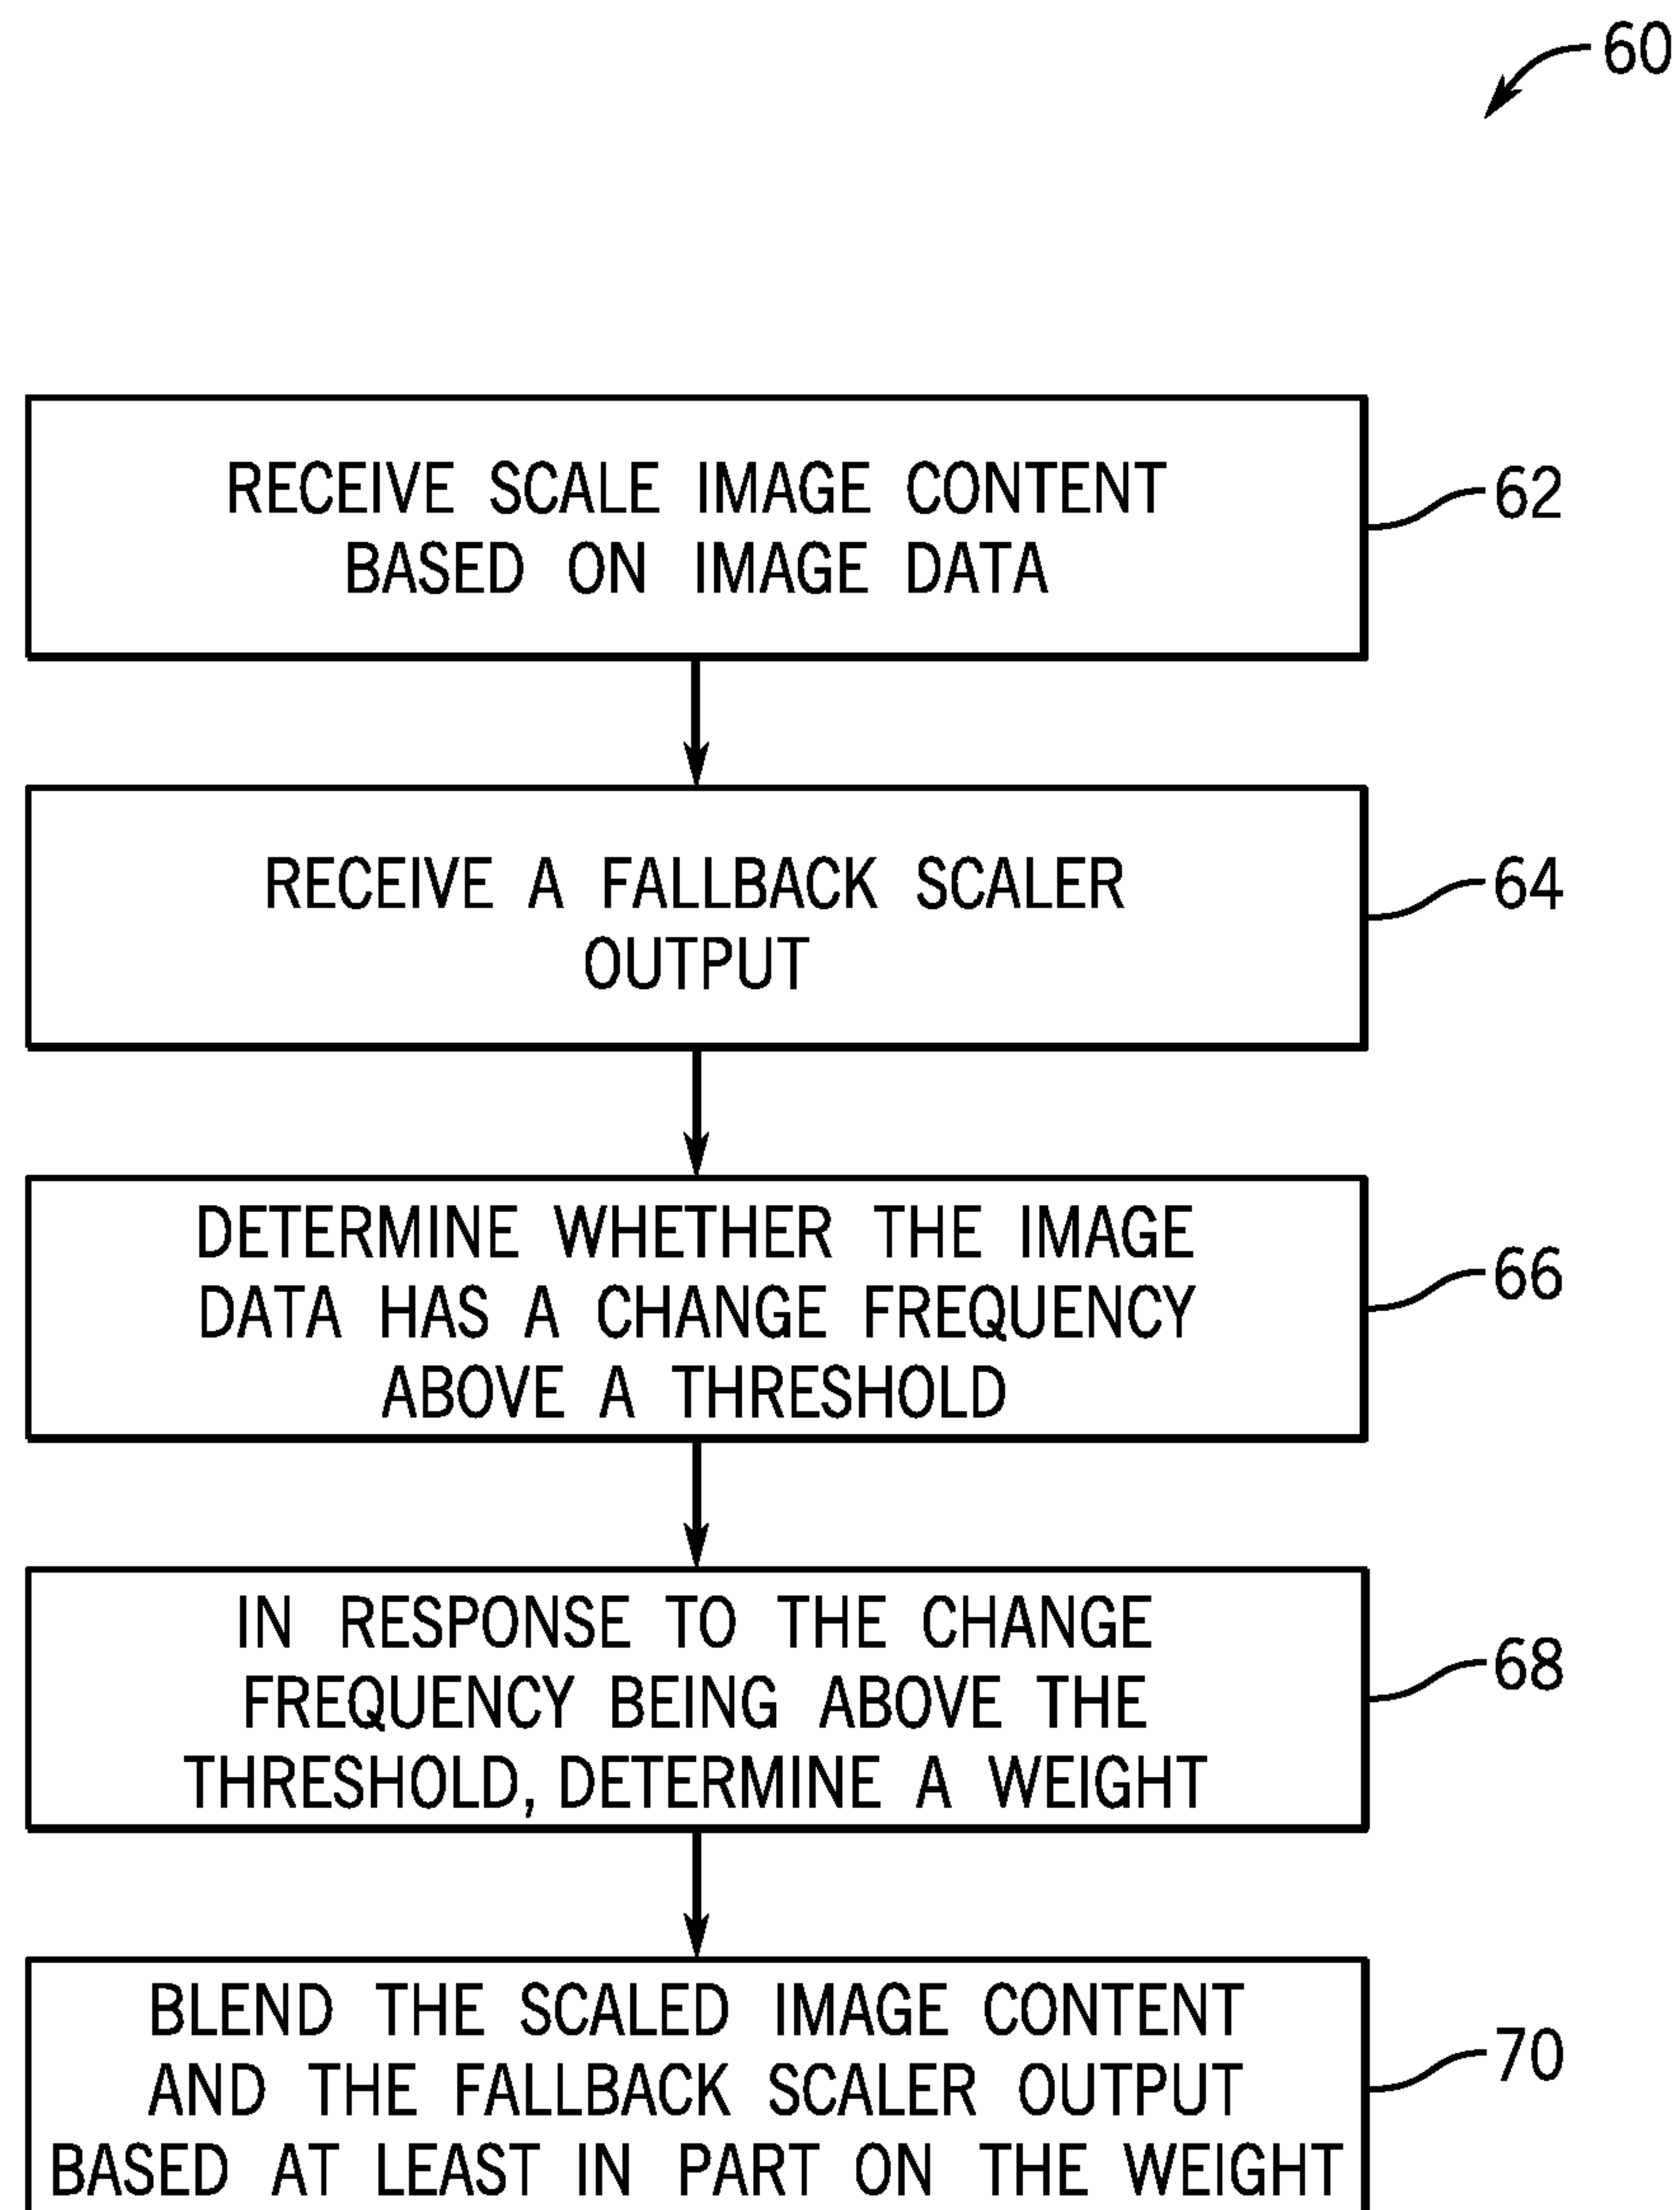 60
RECEIVE SCALE IMAGE CONTENT
BASED ON IMAGE DATA
62
RECEIVE A FALLBACK SCALER
OUTPUT
64
DETERMINE WHETHER THE IMAGE
DATA HAS A CHANGE FREQUENCY
ABOVE A THRESHOLD
66
IN RESPONSE TO THE CHANGE
FREQUENCY BEING ABOVE THE
THRESHOLD, DETERMINE A WEIGHT
68
BLEND THE SCALED IMAGE CONTENT
AND THE FALLBACK SCALER OUTPUT
BASED AT LEAST IN PART ON THE WEIGHT
70